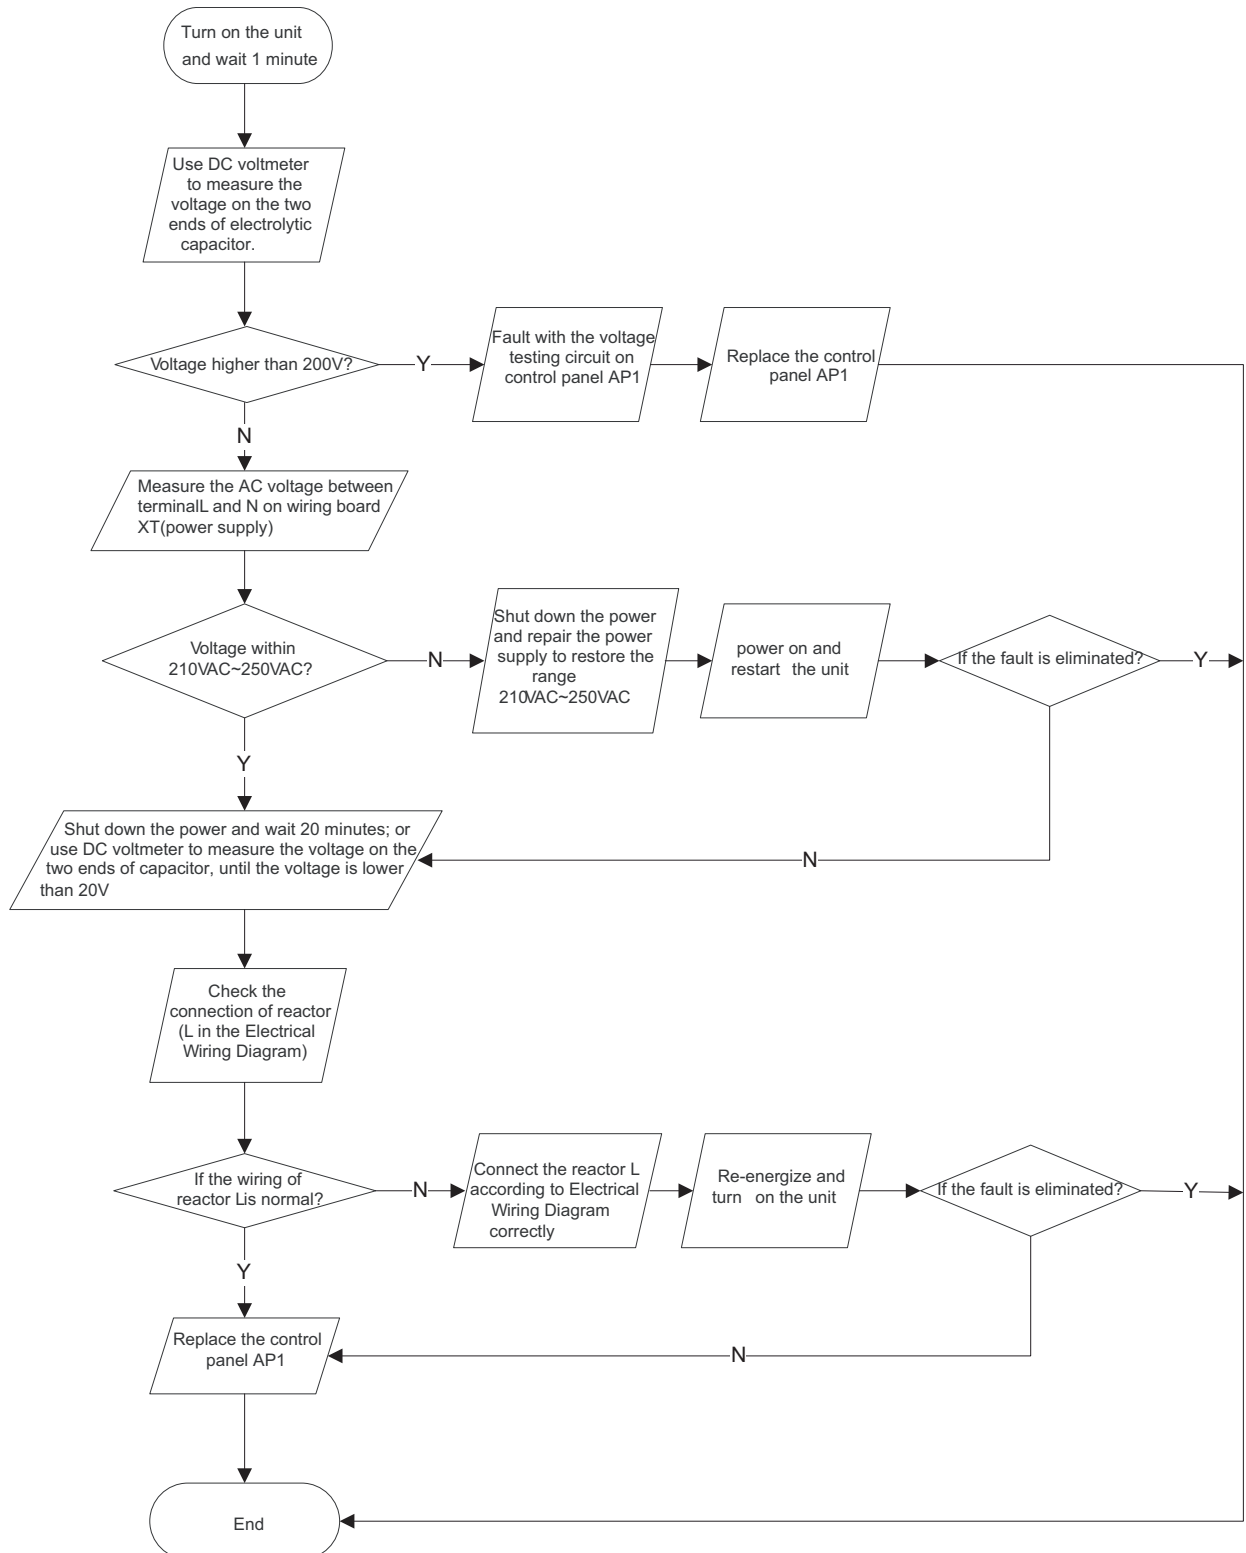 Turn on the unit
and wait 1 minute
Use DC voltmeter
to measure the
voltage on the two
ends of electrolytic
capacitor.
Voltage higher than 200V?
Y
Fault with the voltage
testing circuit on
control panel AP1
Replace the control
panel AP1
N
Measure the AC voltage between
terminalL and N on wiring board
XT(power supply)
Voltage within
210VAC~250VAC?
N
Shut down the power
and repair the power
supply to restore the
range
210VAC~250VAC
power on and
restart the unit
If the fault is eliminated?
Y
Y
Shut down the power and wait 20 minutes; or
use DC voltmeter to measure the voltage on the
two ends of capacitor, until the voltage is lower
than 20V
N
Check the
connection of reactor
(L in the Electrical
Wiring Diagram)
If the wiring of
reactor Lis normal?
N
Connect the reactor L
according to Electrical
Wiring Diagram
correctly
Re-energize and
turn on the unit
If the fault is eliminated?
Y
Y
Replace the control
panel AP1
N
End